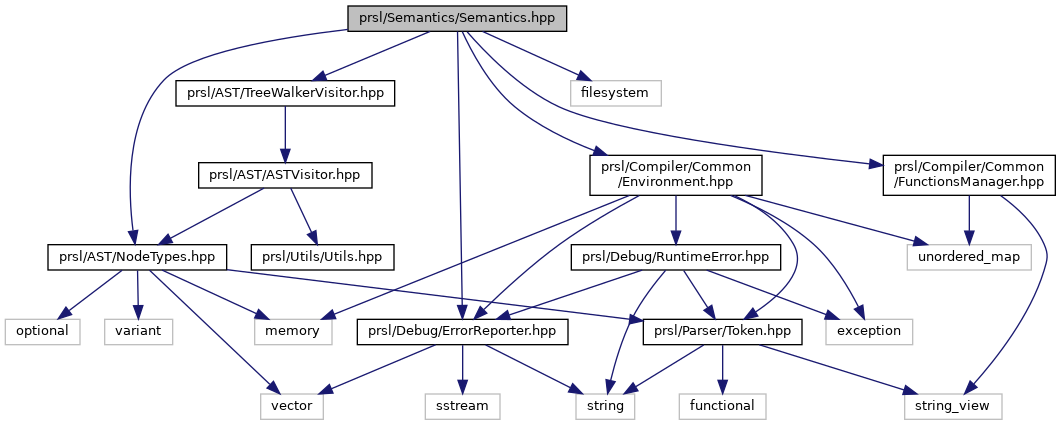 prsl/Semantics/Semantics.hpp
prsl/AST/TreeWalkerVisitor.hpp
filesystem
prsl/AST/ASTVisitor.hpp
prsl/Compiler/Common
/Environment.hpp
prsl/Compiler/Common
/FunctionsManager.hpp
prsl/AST/NodeTypes.hpp
prsl/Utils/Utils.hpp
prsl/Debug/RuntimeError.hpp
unordered_map
optional
variant
memory
prsl/Debug/ErrorReporter.hpp
prsl/Parser/Token.hpp
exception
vector
sstream
string
functional
string_view